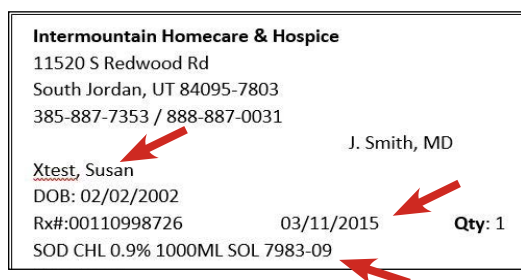 Intermountain Homecare & Hospice
11520 S Redwood Rd
South Jordan, UT 84095-7803
385-887-7353 / 888-887-0031
J. Smith, MD
Xtest, Susan
DOB: 02/02/2002
Rx#:00110998726 03/11/2015 Qty: 1
SOD CHL 0.9% 1000ML SOL 7983-09